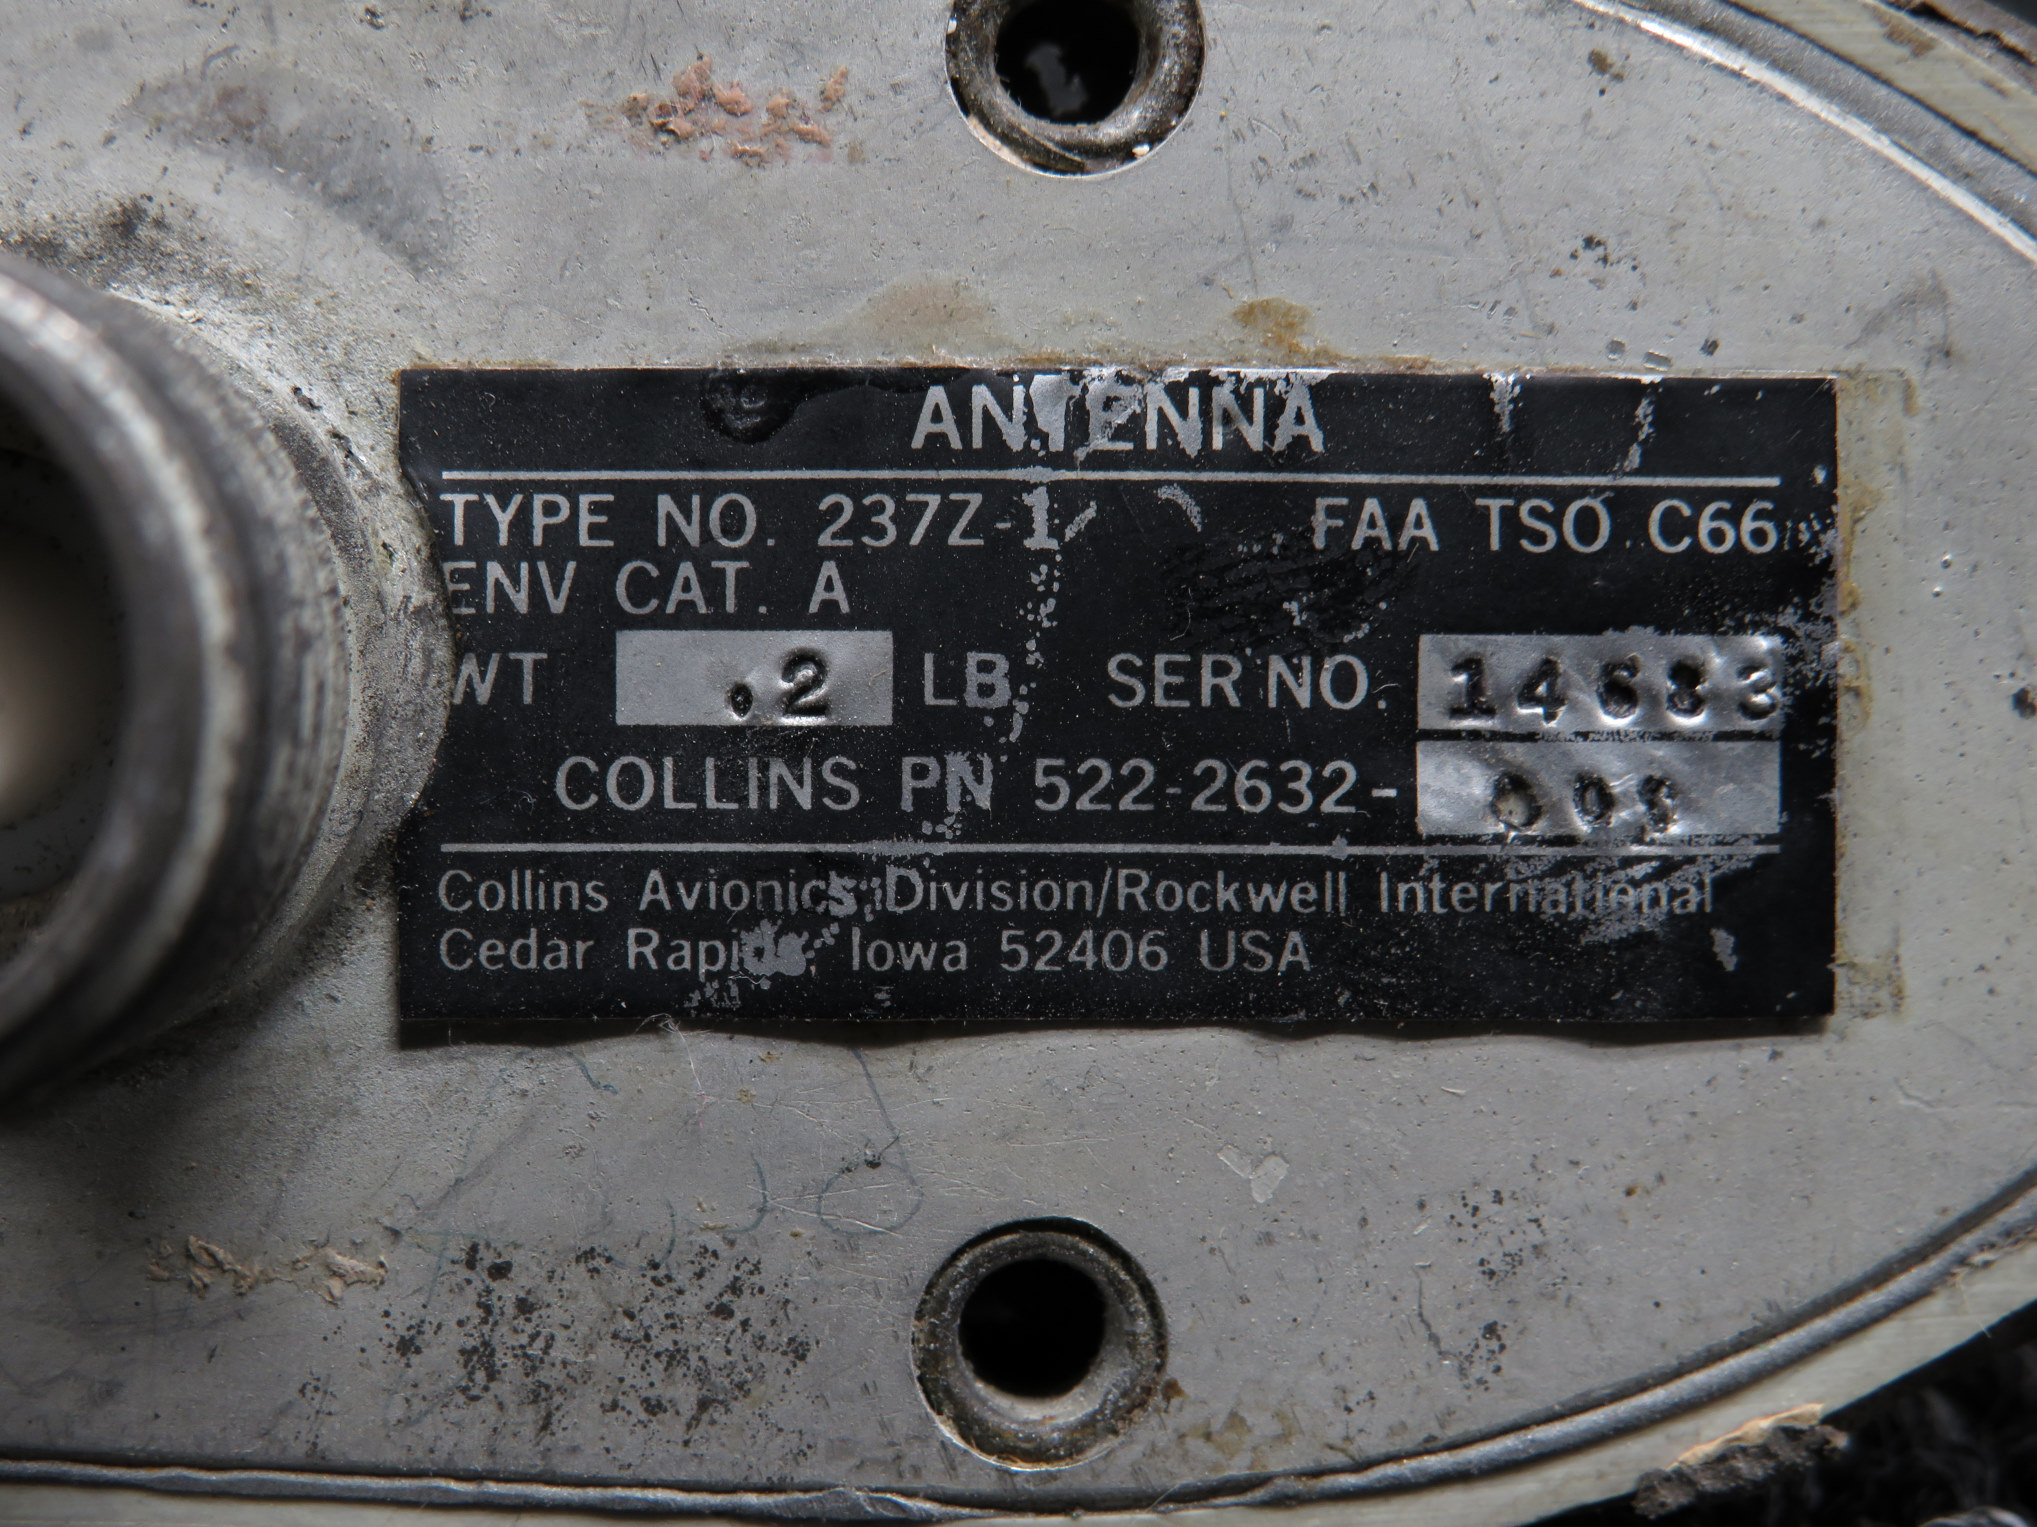 ANTENNA
TYPE NO. 237Z-1 FAA TSO C66
ENV CAT. A
WT .2 LB SER NO. 14683
COLLINS PN 522-2632-
Collins Avionics Division/Rockwell International
Cedar Rapids, Iowa 52406 USA